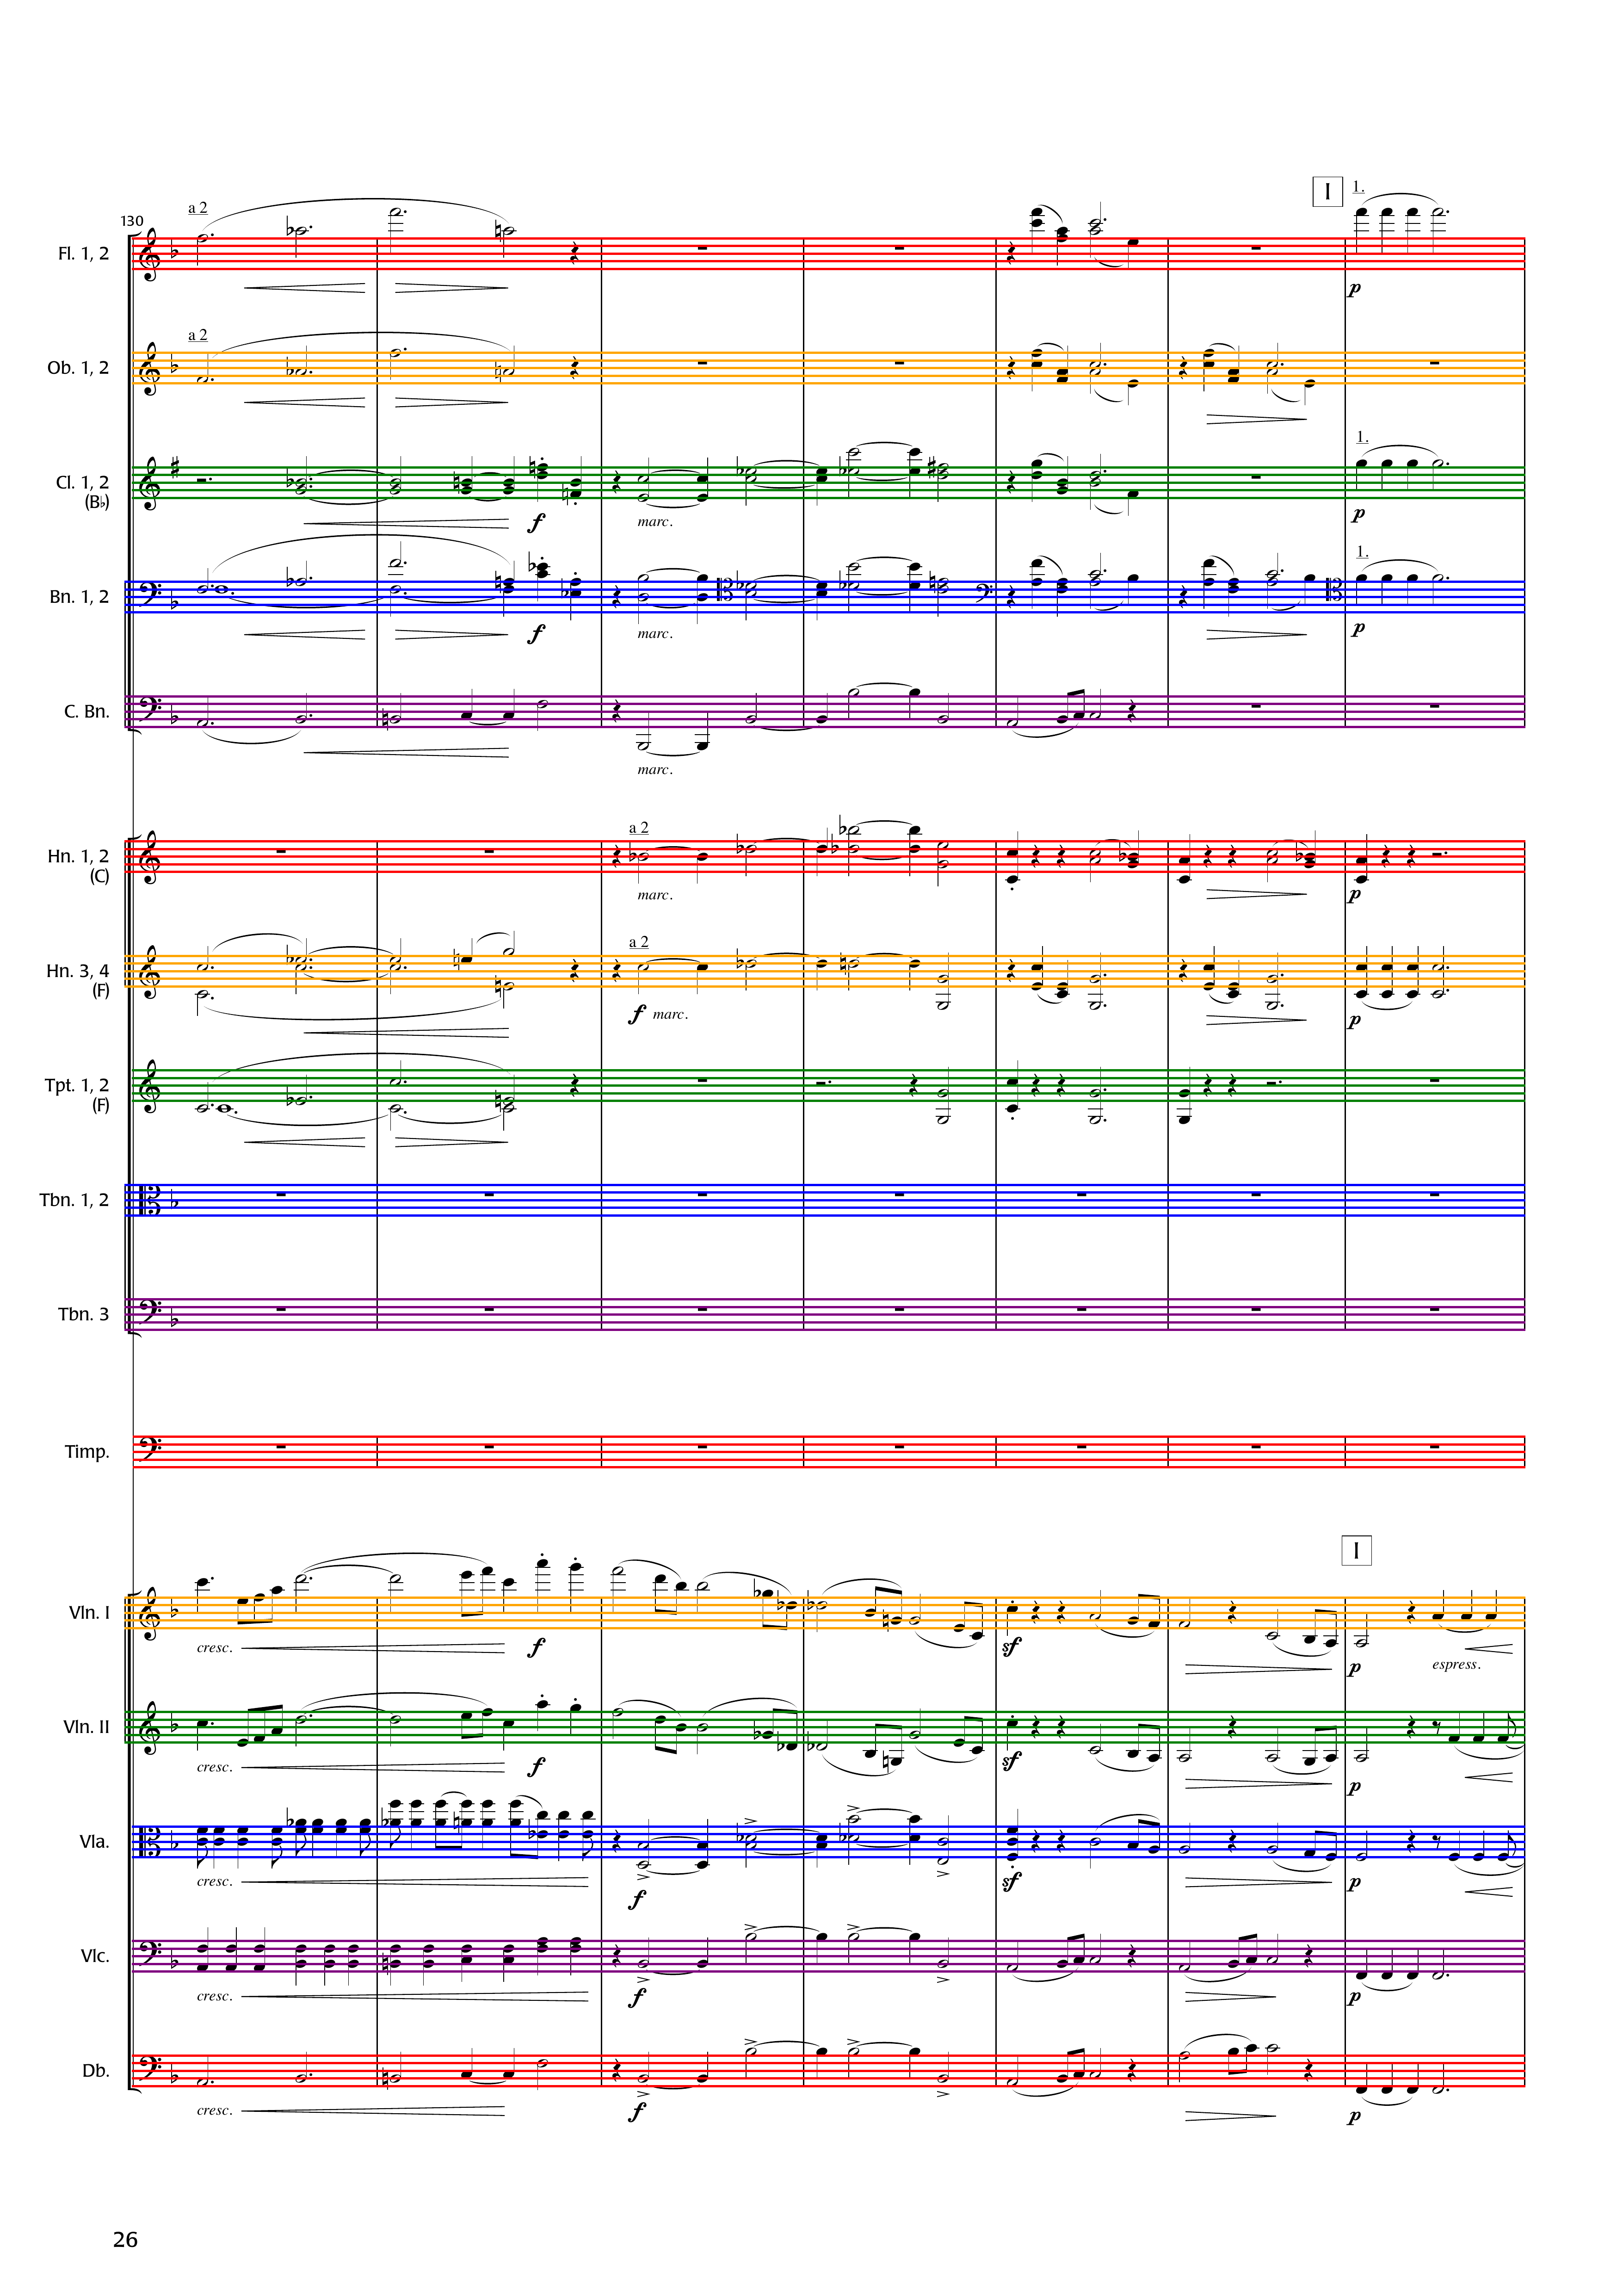 I
1.
a 2
130
Fl. 1, 2
p
a 2
Ob. 1, 2
1.
Cl. 1, 2
(B♭)
f
marc.
p
1.
Bn. 1, 2
f
marc.
p
C. Bn.
marc.
a 2
Hn. 1, 2
(C)
marc.
p
a 2
Hn. 3, 4
(F)
f marc.
p
Tpt. 1, 2
(F)
Tbn. 1, 2
Tbn. 3
Timp.
I
Vln. I
cresc.
f
sf
p
espress.
Vln. II
cresc.
f
sf
p
Vla.
cresc.
f
sf
p
Vlc.
cresc.
f
p
Db.
cresc.
f
p
26